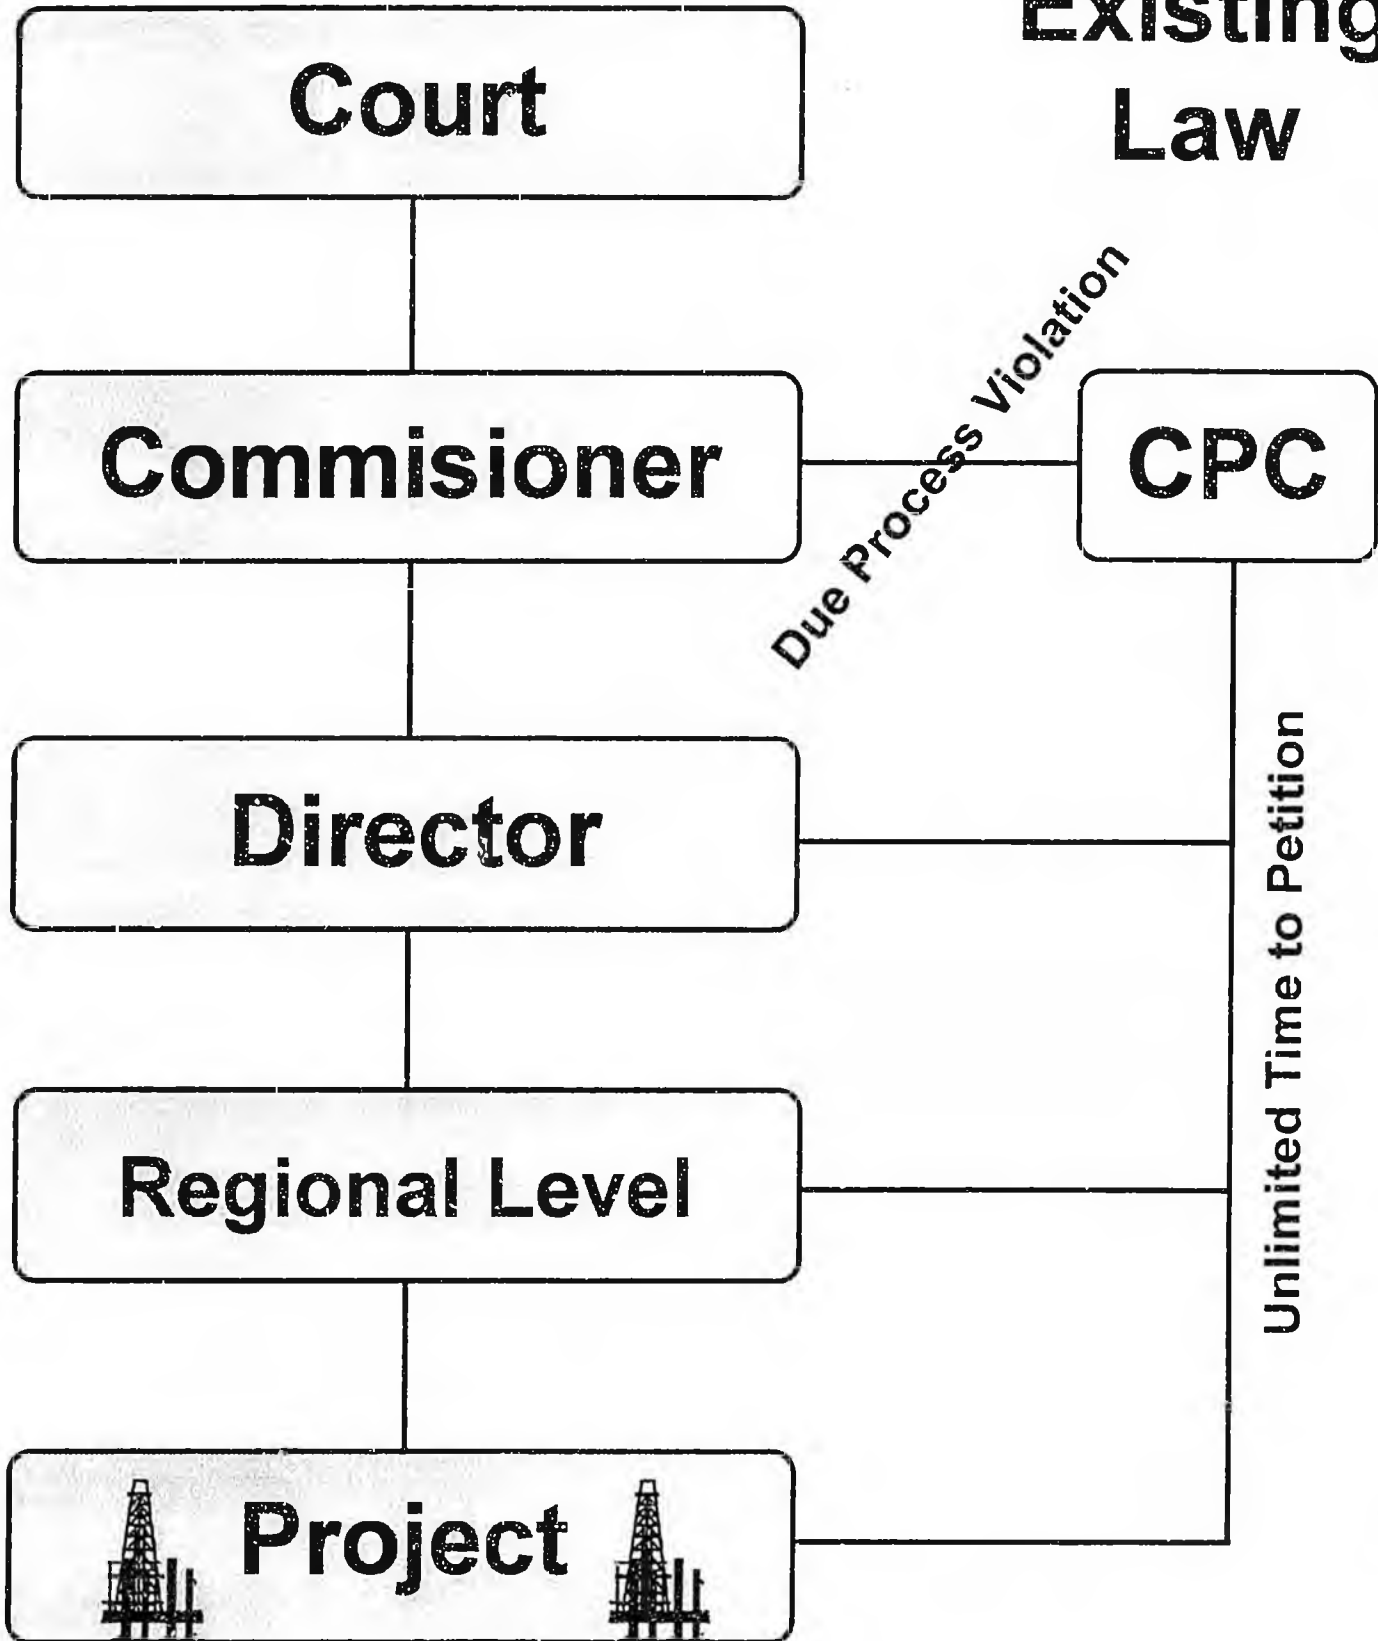 Existing
Law
Court
Commisioner
CPC
Due Process Violation
Director
Unlimited Time to Petition
Regional Level
Project